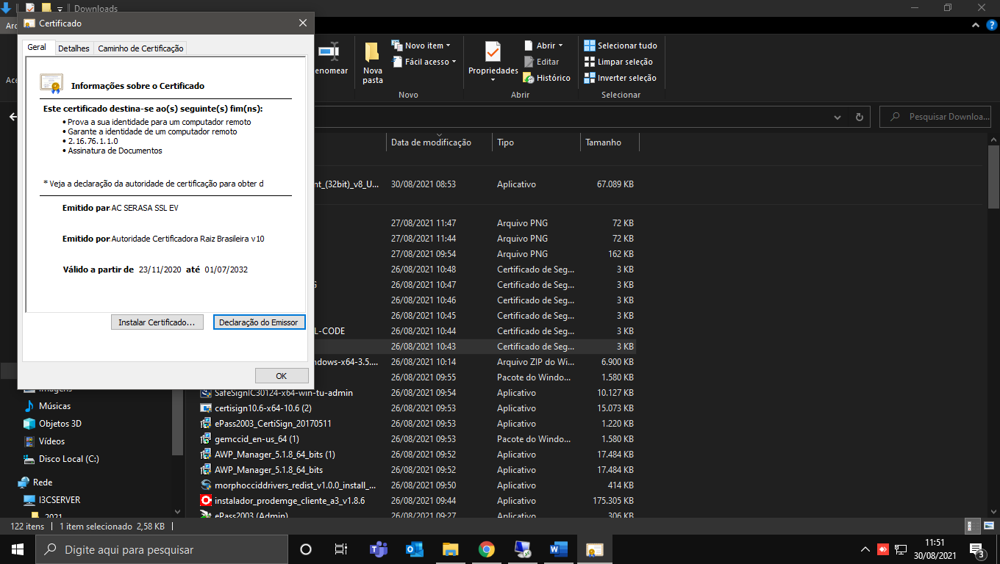 Downloads
Certificado
Arc
Geral
Detalhes
Caminho de Certificação
Informações sobre o Certificado
Este certificado destina-se ao(s) seguinte(s) fim(ns):
• Prova a sua identidade para um computador remoto
• Garante a identidade de um computador remoto
• 2.16.76.1.1.0
• Assinatura de Documentos
* Veja a declaração da autoridade de certificação para obter d
Emitido par AC SERASA SSL EV
Emitido por Autoridade Certificadora Raiz Brasileira v10
Válido a partir de 23/11/2020 até 01/07/2032
Instalar Certificado...
Declaração do Emissor
OK
Ace
enomear
Nova pasta
Novo item
Fácil acesso
Novo
Propriedades
Abrir
Editar
Histórico
Abrir
Selecionar tudo
Limpar seleção
Inverter seleção
Selecionar
Pesquisar Downloa...
Data de modificação Tipo Tamanho
nt_(32bit)_v8_U... 30/08/2021 08:53 Aplicativo 67.089 KB
27/08/2021 11:47 Arquivo PNG 72 KB
27/08/2021 11:44 Arquivo PNG 72 KB
27/08/2021 09:54 Arquivo PNG 162 KB
26/08/2021 10:48 Certificado de Seg... 3 KB
G 26/08/2021 10:47 Certificado de Seg... 3 KB
26/08/2021 10:46 Certificado de Seg... 3 KB
26/08/2021 10:45 Certificado de Seg... 3 KB
L-CODE 26/08/2021 10:44 Certificado de Seg... 3 KB
26/08/2021 10:43 Certificado de Seg... 3 KB
ndows-x64-3.5.... 26/08/2021 10:14 Arquivo ZIP do Wi... 6.900 KB
26/08/2021 09:55 Pacote do Windo... 1.580 KB
SafeSignIC30124-x64-win-tu-admin 26/08/2021 09:54 Aplicativo 10.127 KB
certisign10.6-x64-10.6 (2) 26/08/2021 09:53 Aplicativo 15.073 KB
ePass2003_CertiSign_20170511 26/08/2021 09:53 Aplicativo 1.220 KB
gemccid_en-us_64 (1) 26/08/2021 09:53 Pacote do Windo... 1.580 KB
AWP_Manager_5.1.8_64_bits (1) 26/08/2021 09:52 Aplicativo 17.484 KB
AWP_Manager_5.1.8_64_bits 26/08/2021 09:52 Aplicativo 17.484 KB
morphocciddrivers_redist_v1.0.0_install_... 26/08/2021 09:50 Aplicativo 414 KB
instalador_prodemge_cliente_a3_v1.8.6 26/08/2021 09:44 Aplicativo 175.305 KB
ePass2003 (Admin) 26/08/2021 09:27 Aplicativo 306 KB
Imagens
Músicas
Objetos 3D
Vídeos
Disco Local (C:)
Rede
I3CSERVER
2021
122 itens
1 item selecionado 2,58 KB
Digite aqui para pesquisar
11:51
30/08/2021
3